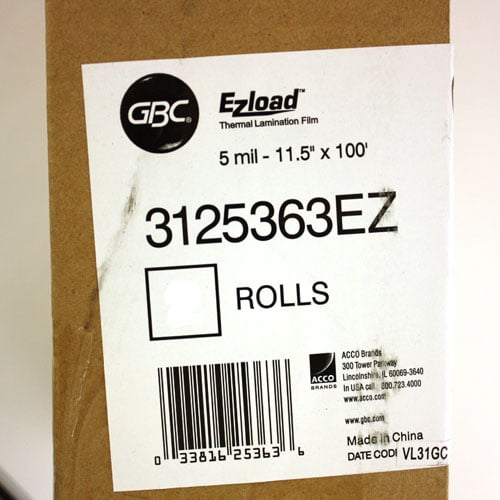 GBC®
Ezload™
Thermal Lamination Film
5 mil - 11.5" x 100'
3125363EZ
ROLLS
ACCO
BRANDS
ACCO Brands
300 Tower Parkway
Lincolnshire, IL 60069-3640
In USA call 800.723.4000
www.acco.com
www.gbc.com
Made in China
DATE CODE VL31GC
0 33816 25363 6